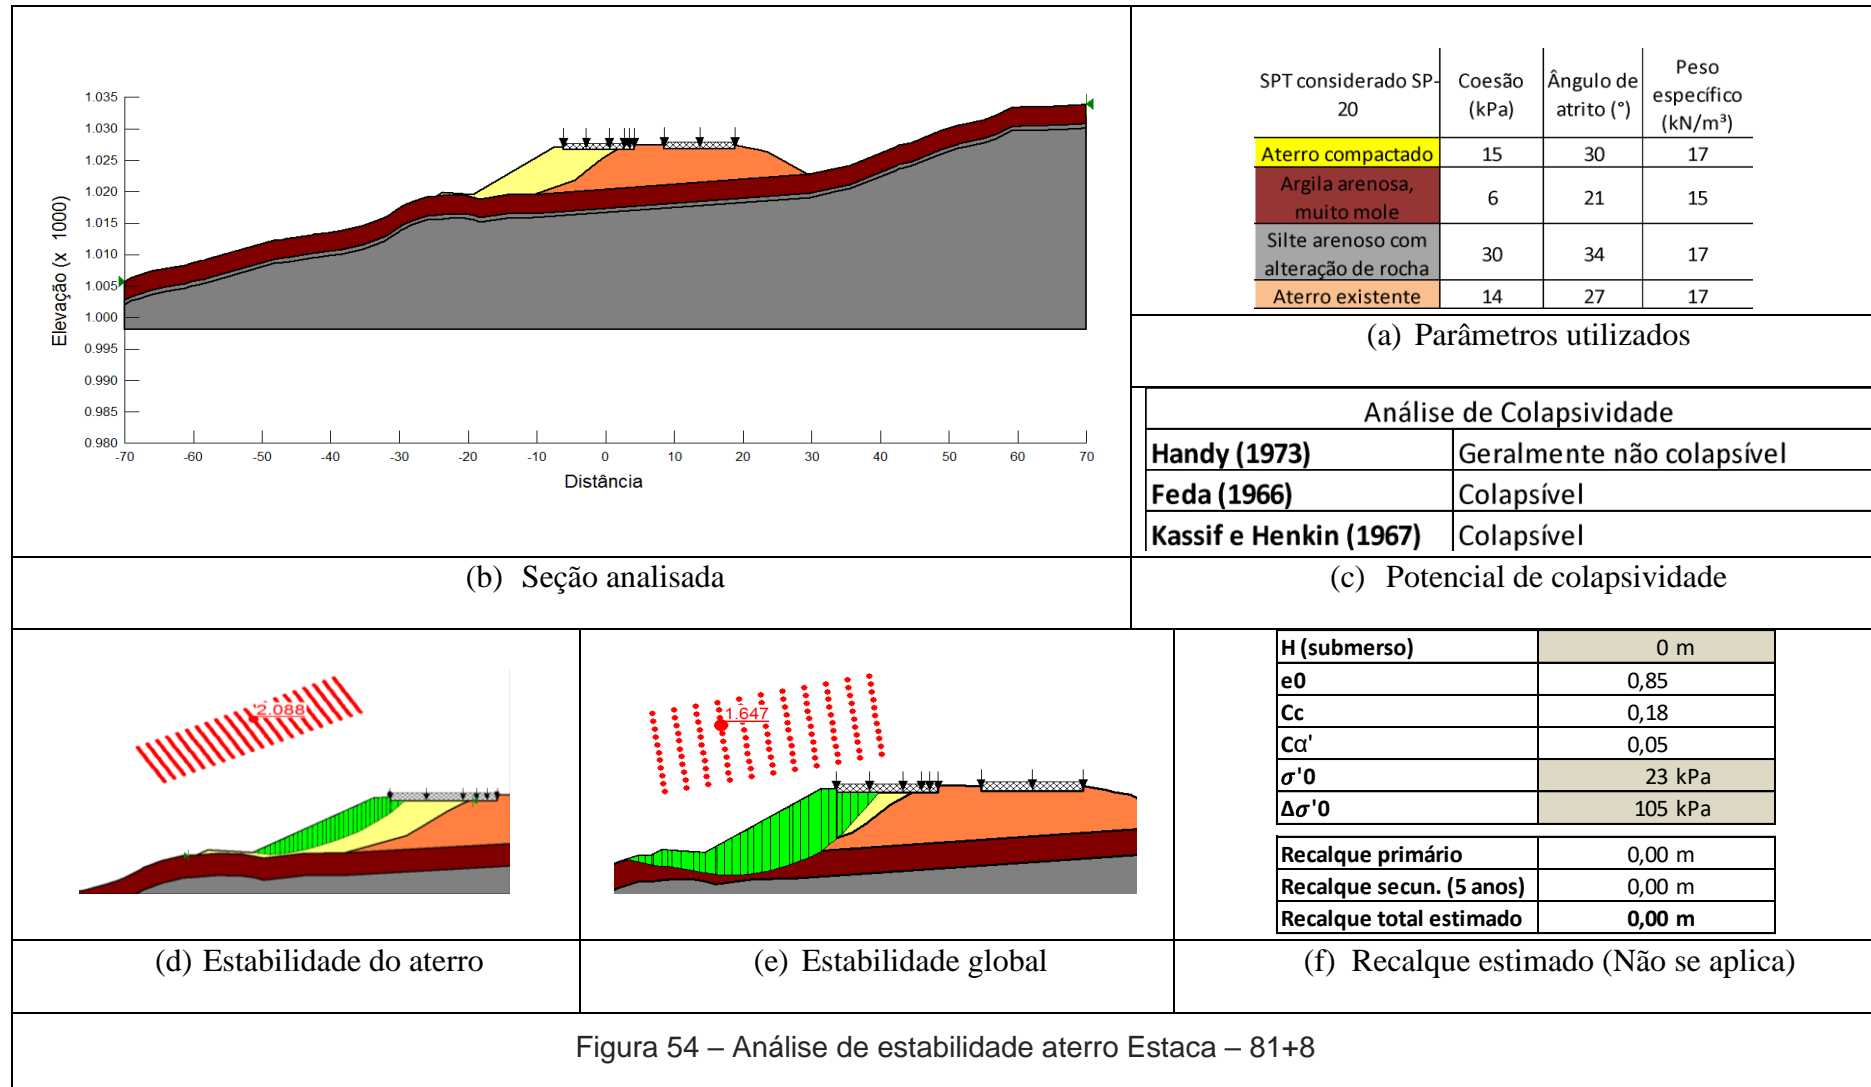 1.035
1.030
1.025
1.020
1.015
1.010
1.005
1.000
0.995
0.990
0.985
0.980
Elevação (x 1000)
-70 -60 -50 -40 -30 -20 -10 0 10 20 30 40 50 60 70
Distância
(b) Seção analisada
SPT considerado SP-20 Coesão (kPa) Ângulo de atrito (°) Peso específico (kN/m³)
Aterro compactado 15 30 17
Argila arenosa, muito mole 6 21 15
Silte arenoso com alteração de rocha 30 34 17
Aterro existente 14 27 17
(a) Parâmetros utilizados
Análise de Colapsividade
Handy (1973) Geralmente não colapsível
Feda (1966) Colapsível
Kassif e Henkin (1967) Colapsível
(c) Potencial de colapsividade
2.088
(d) Estabilidade do aterro
1.647
(e) Estabilidade global
H (submerso) 0 m
e0 0,85
Cc 0,18
Cα' 0,05
σ'0 23 kPa
Δσ'0 105 kPa
Recalque primário 0,00 m
Recalque secun. (5 anos) 0,00 m
Recalque total estimado 0,00 m
(f) Recalque estimado (Não se aplica)
Figura 54 – Análise de estabilidade aterro Estaca – 81+8